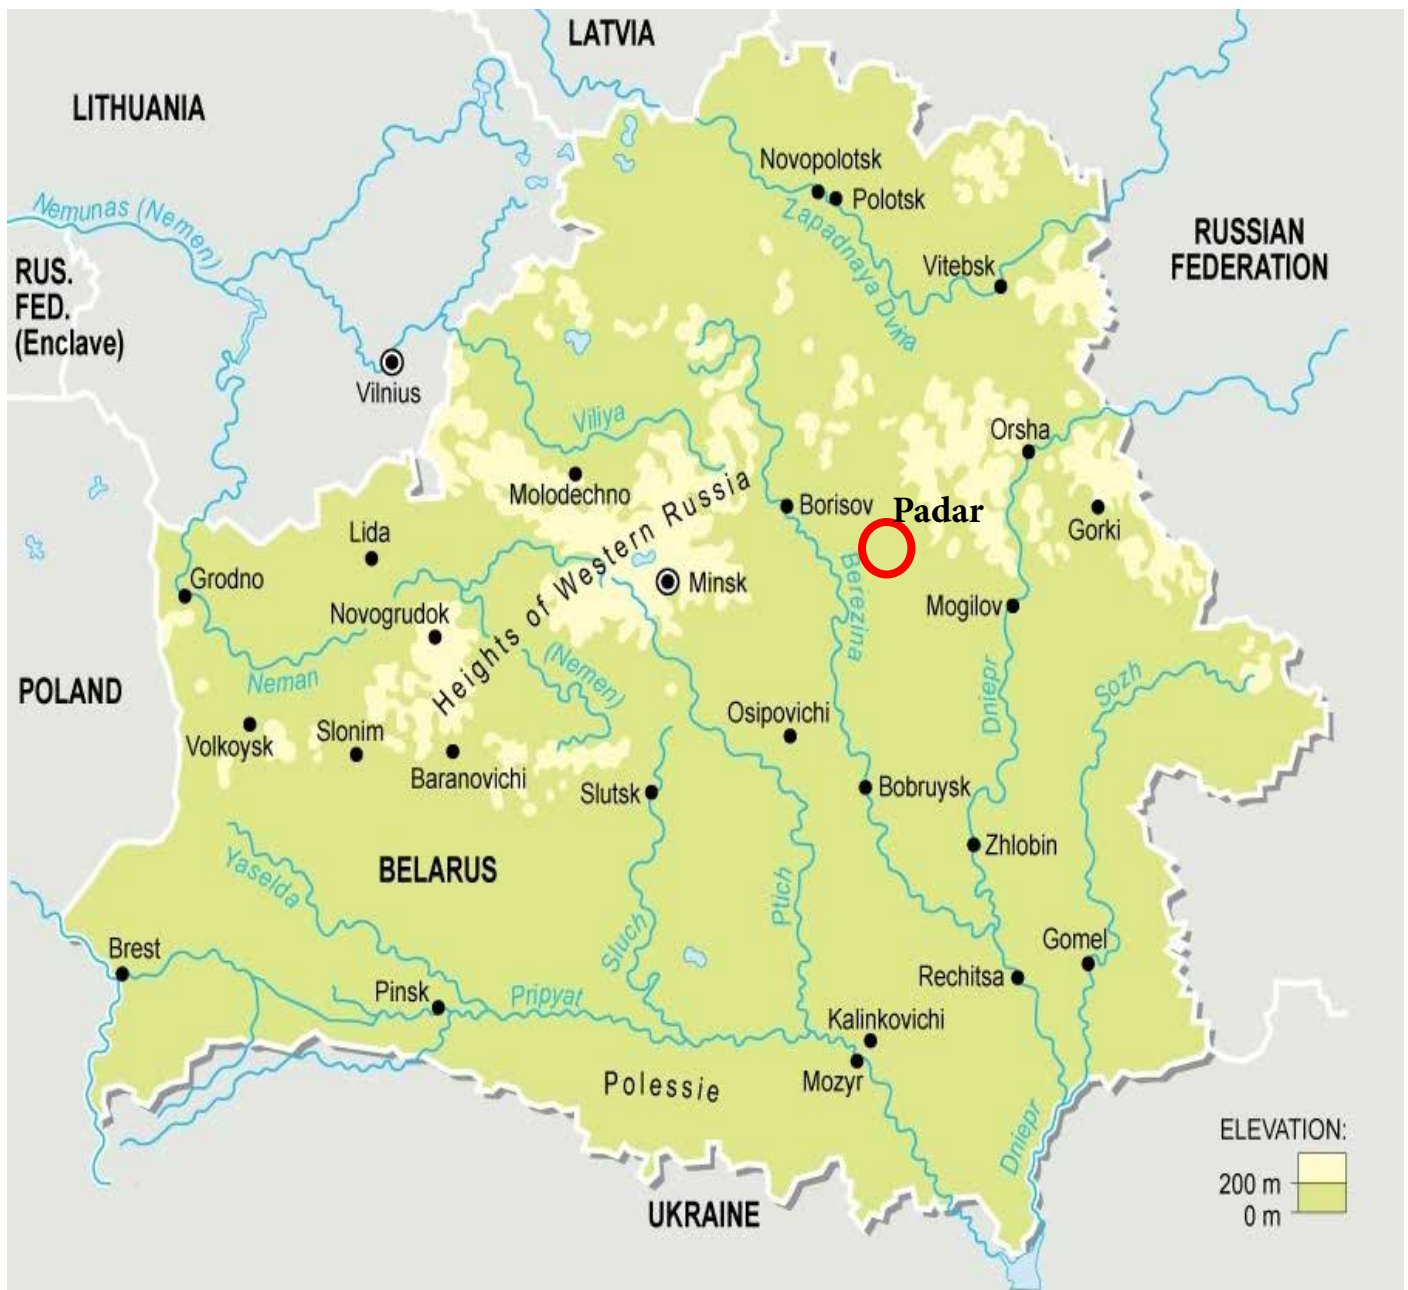 LATVIA
LITHUANIA
Novopolotsk
Polotsk
Nemunas (Nemen)
Zapadnaya Dvina
RUSSIAN
FEDERATION
RUS.
FED.
(Enclave)
Vitebsk
Vilnius
Viliya
Orsha
Molodechno
Heights of Western Russia
Borisov
Padar
Gorki
Lida
Grodno
Minsk
Berezina
Novogrudok
Mogilov
(Nemen)
Neman
POLAND
Dniepr
Sozh
Osipovichi
Volkoysk
Slonim
Baranovichi
Slutsk
Bobruysk
Zhlobin
Yaselda
BELARUS
Ptich
Sluch
Brest
Gomel
Rechitsa
Pinsk
Pripyat
Kalinkovichi
Mozyr
Polessie
Dniepr
ELEVATION:
200 m
0 m
UKRAINE